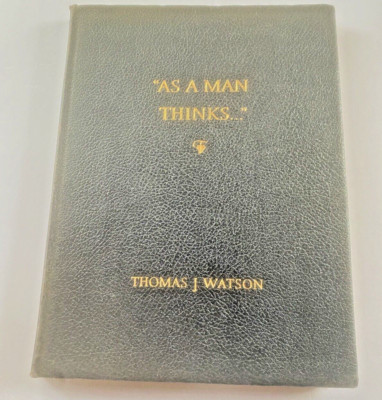 "AS A MAN
THINKS..."
THOMAS J. WATSON